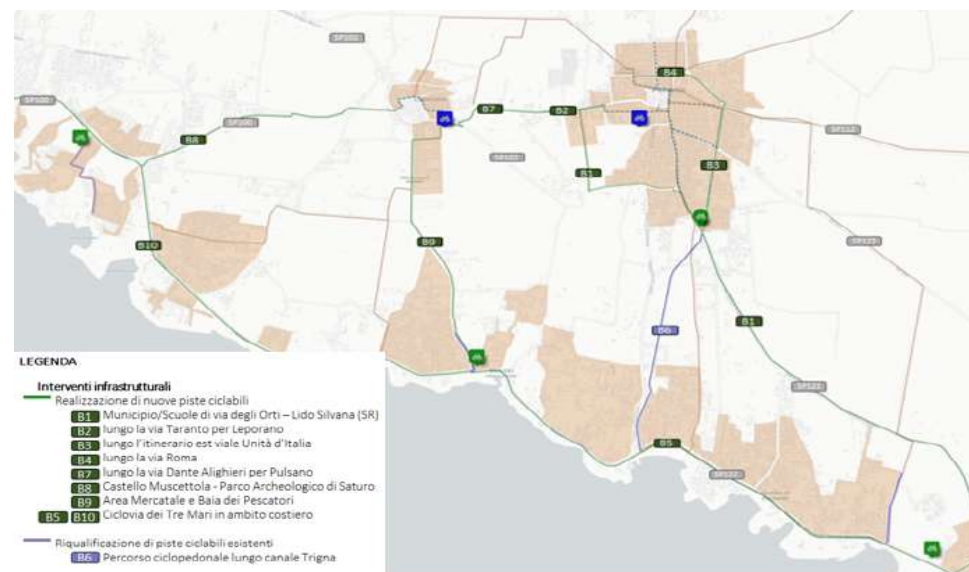 SP102
B4
SP100
B7
B2
B8
SP100
SP112
SP103
B1
B3
B10
B9
SP123
B6
B1
SP122
B5
SP122
LEGENDA
Interventi infrastrutturali
Realizzazione di nuove piste ciclabili
B1 Municipio/Scuole di via degli Orti – Lido Silvana (SR)
B2 lungo la via Taranto per Leporano
B3 lungo l'itinerario est viale Unità d'Italia
B4 lungo la via Roma
B7 lungo la via Dante Alighieri per Pulsano
B8 Castello Muscettola - Parco Archeologico di Saturo
B9 Area Mercatale e Baia dei Pescatori
B5 B10 Ciclovia dei Tre Mari in ambito costiero
Riqualificazione di piste ciclabili esistenti
B6 Percorso ciclopedonale lungo canale Trigna